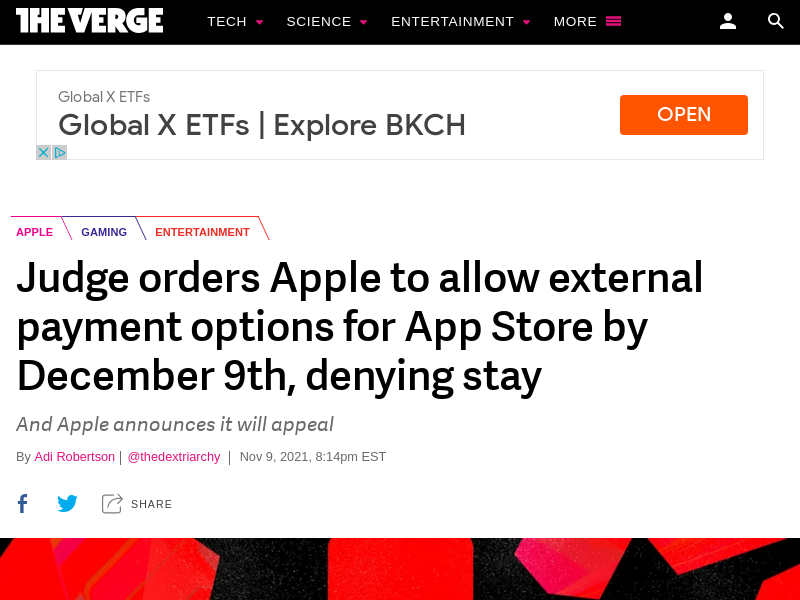 THE VERGE TECH SCIENCE ENTERTAINMENT MORE
Global X ETFs
Global X ETFs | Explore BKCH
OPEN
APPLE GAMING ENTERTAINMENT
Judge orders Apple to allow external
payment options for App Store by
December 9th, denying stay
And Apple announces it will appeal
By Adi Robertson | @thedextriarchy | Nov 9, 2021, 8:14pm EST
SHARE